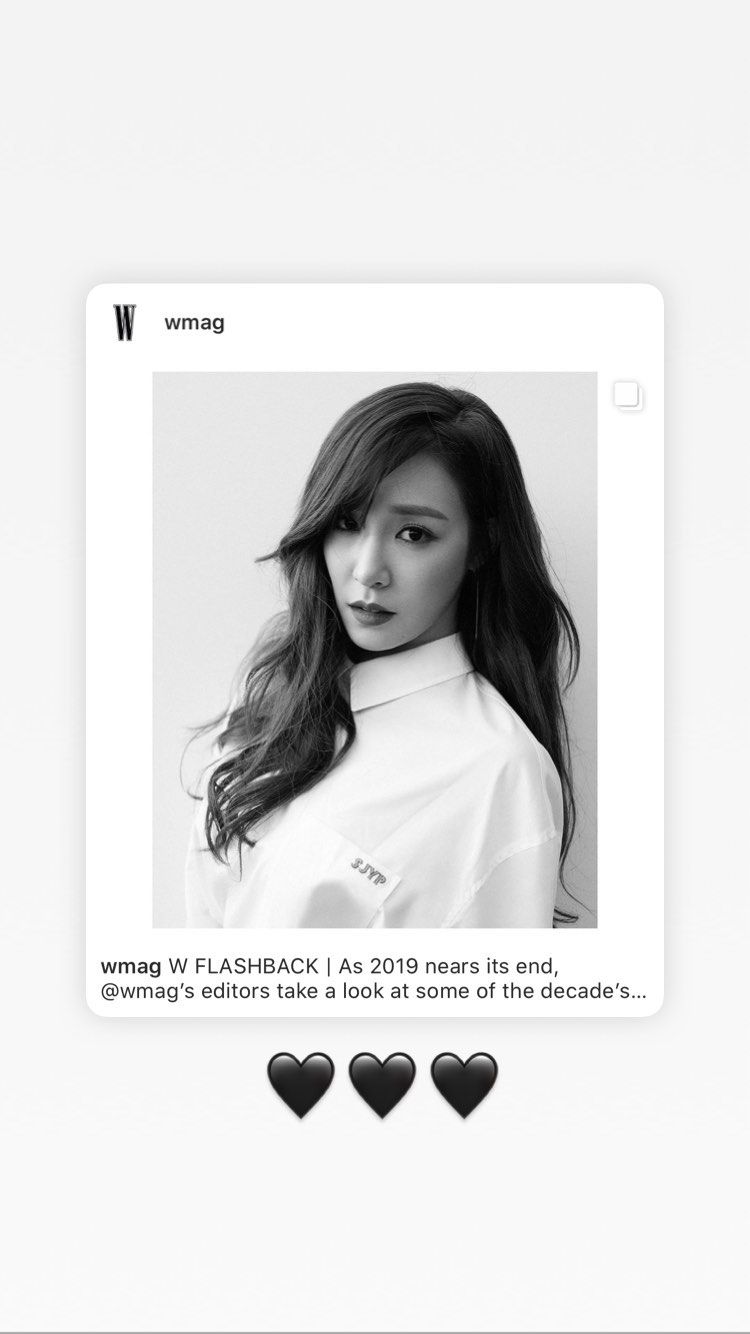 W wmag
SJYP
wmag W FLASHBACK | As 2019 nears its end,
@wmag’s editors take a look at some of the decade’s...